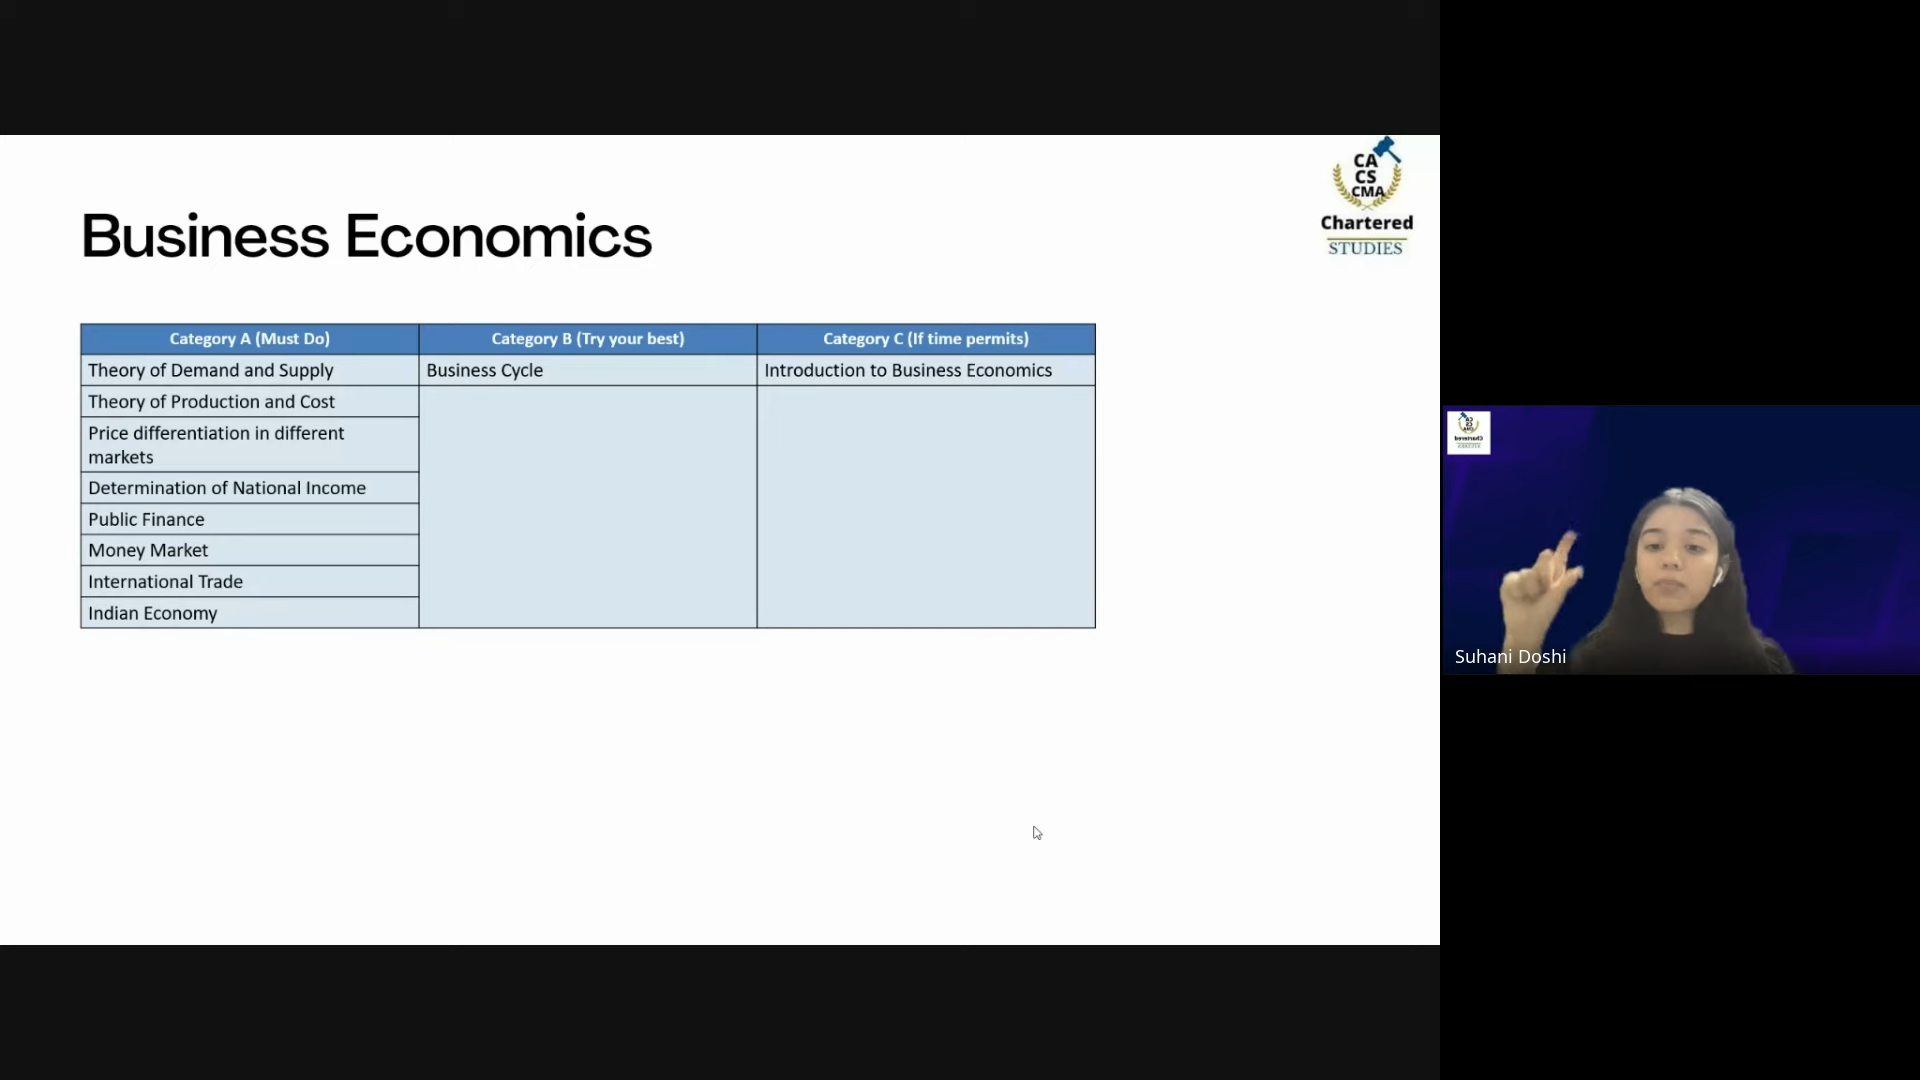 CA
CS
CMA
Chartered
STUDIES
Business Economics
Category A (Must Do) Category B (Try your best) Category C (If time permits)
Theory of Demand and Supply Business Cycle Introduction to Business Economics
Theory of Production and Cost
Price differentiation in different
markets
Determination of National Income
Public Finance
Money Market
International Trade
Indian Economy
Suhani Doshi